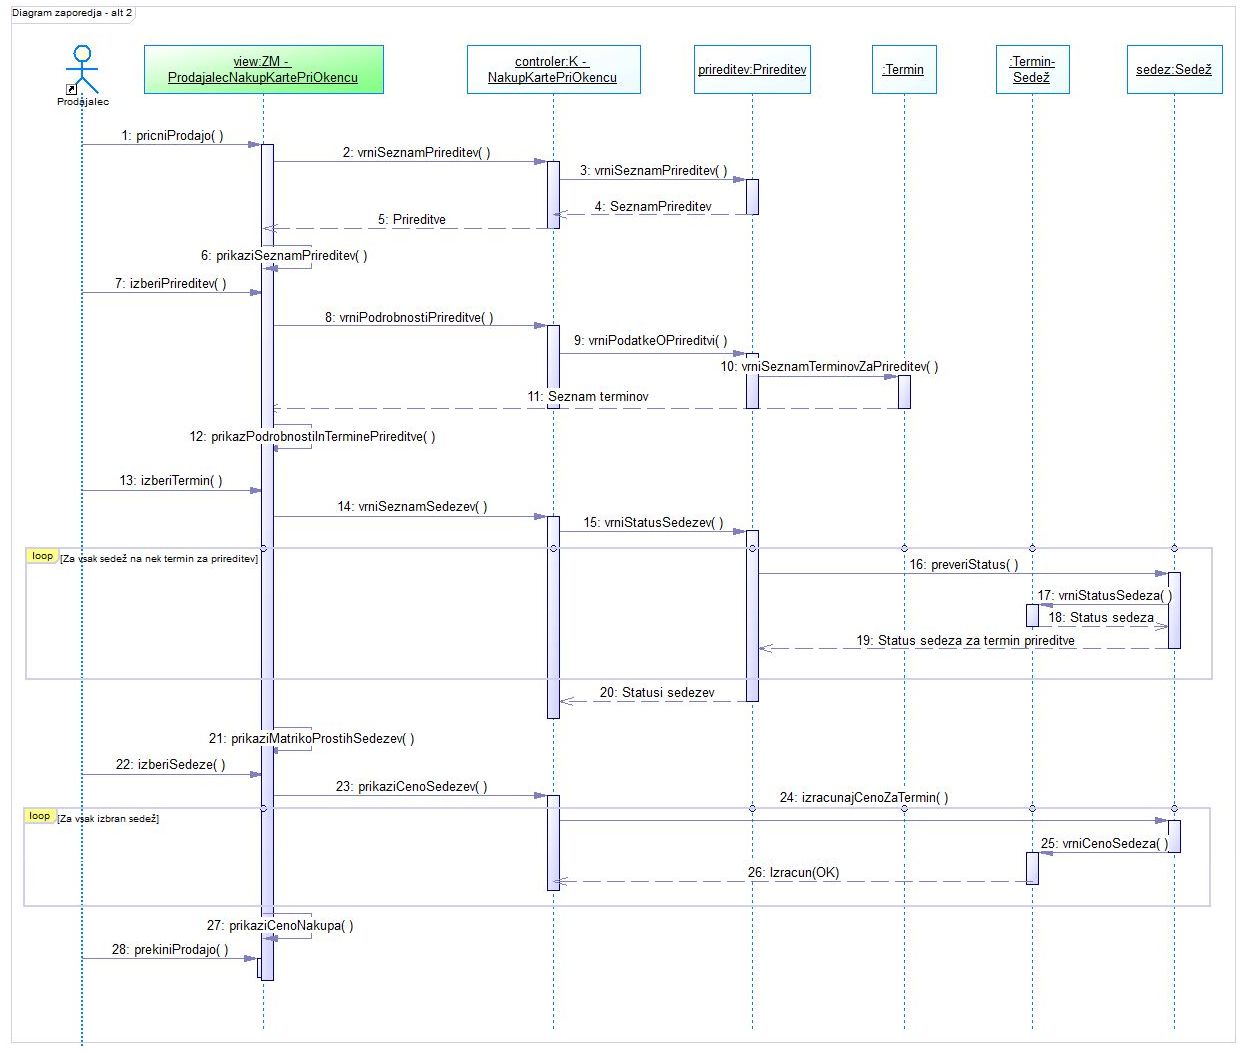 Diagram zaporedja - alt 2
Prodajalec
view:ZM -
ProdajalecNakupKartePriOkencu
controler:K -
NakupKartePriOkencu
prireditev:Prireditev
:Termin
:Termin-
Sedež
sedez:Sedež
1: pricniProdajo( )
2: vrniSeznamPrireditev( )
3: vrniSeznamPrireditev( )
4: SeznamPrireditev
5: Prireditve
6: prikaziSeznamPrireditev( )
7: izberiPrireditev( )
8: vrniPodrobnostiPrireditve( )
9: vrniPodatkeOPrireditvi( )
10: vrniSeznamTerminovZaPrireditev( )
11: Seznam terminov
12: prikazPodrobnostiInTerminePrireditve( )
13: izberiTermin( )
14: vrniSeznamSedezev( )
15: vrniStatusSedezev( )
loop
[Za vsak sedež na nek termin za prireditev]
16: preveriStatus( )
17: vrniStatusSedeza( )
18: Status sedeza
19: Status sedeza za termin prireditve
20: Statusi sedezev
21: prikaziMatrikoProstihSedezev( )
22: izberiSedeze( )
23: prikaziCenoSedezev( )
24: izracunajCenoZaTermin( )
loop
[Za vsak izbran sedež]
25: vrniCenoSedeza( )
26: Izracun(OK)
27: prikaziCenoNakupa( )
28: prekiniProdajo( )